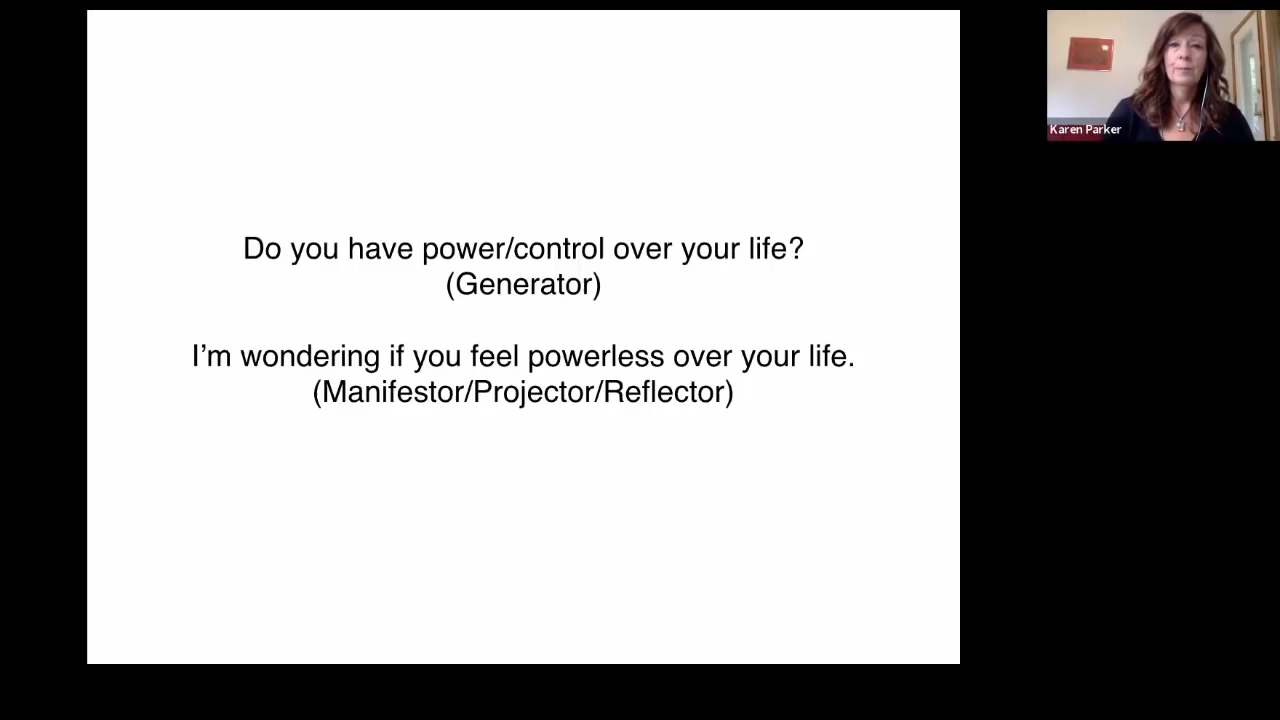 Do you have power/control over your life?
(Generator)
I'm wondering if you feel powerless over your life.
(Manifestor/Projector/Reflector)
Karen Parker